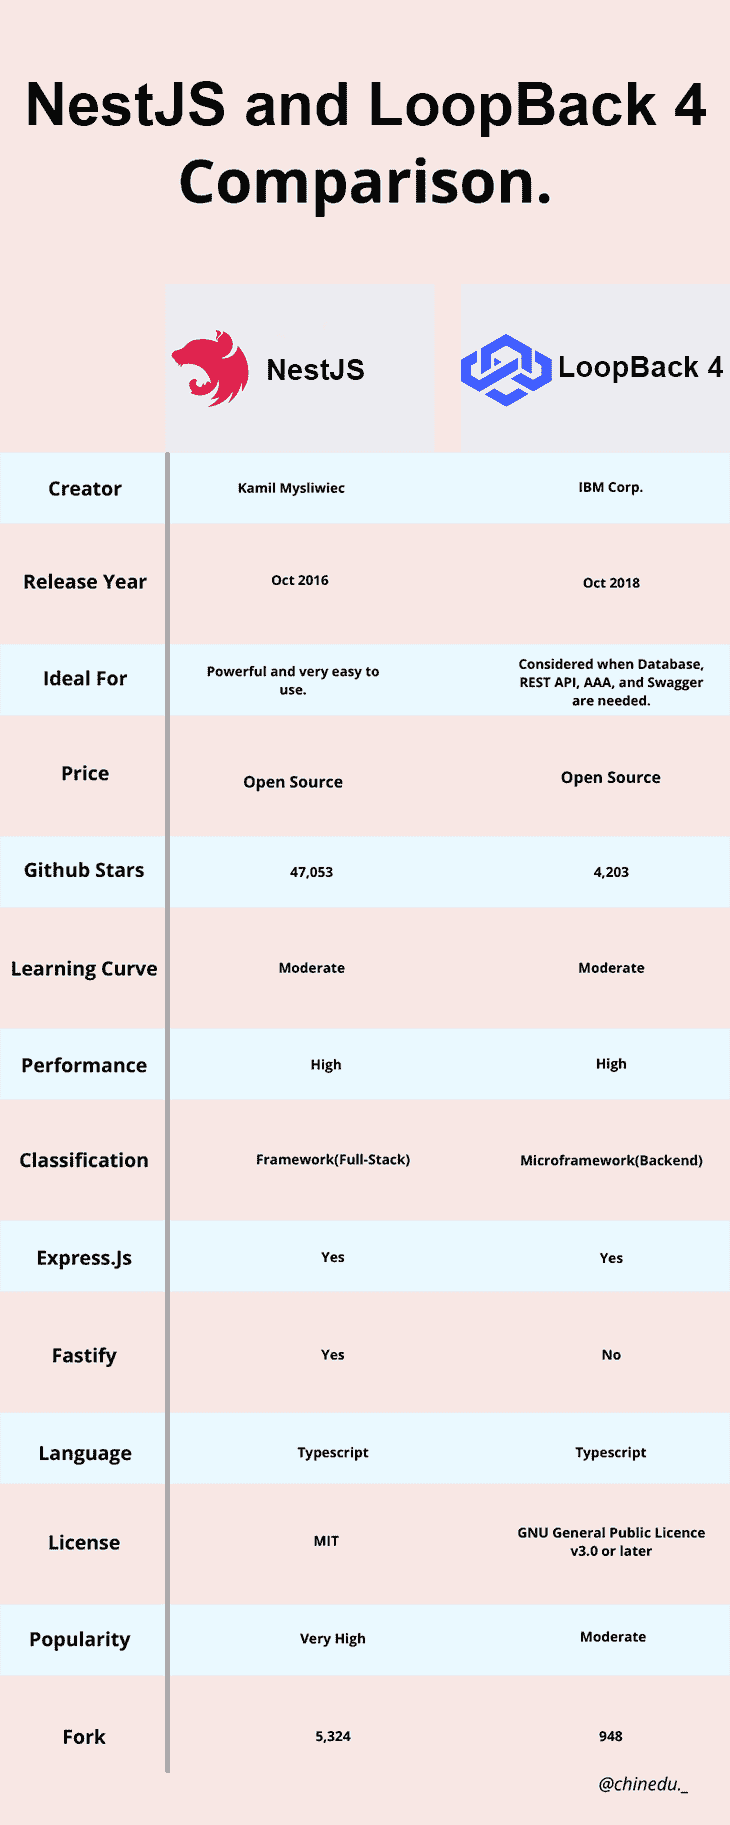 NestJS and LoopBack 4
Comparison.
NestJS
LoopBack 4
Creator
Kamil Mysliwiec
IBM Corp.
Release Year
Oct 2016
Oct 2018
Ideal For
Powerful and very easy to
use.
Considered when Database,
REST API, AAA, and Swagger
are needed.
Price
Open Source
Open Source
Github Stars
47,053
4,203
Learning Curve
Moderate
Moderate
Performance
High
High
Classification
Framework(Full-Stack)
Microframework(Backend)
Express.Js
Yes
Yes
Fastify
Yes
No
Language
Typescript
Typescript
License
MIT
GNU General Public Licence
v3.0 or later
Popularity
Very High
Moderate
Fork
5,324
948
@chinedu._